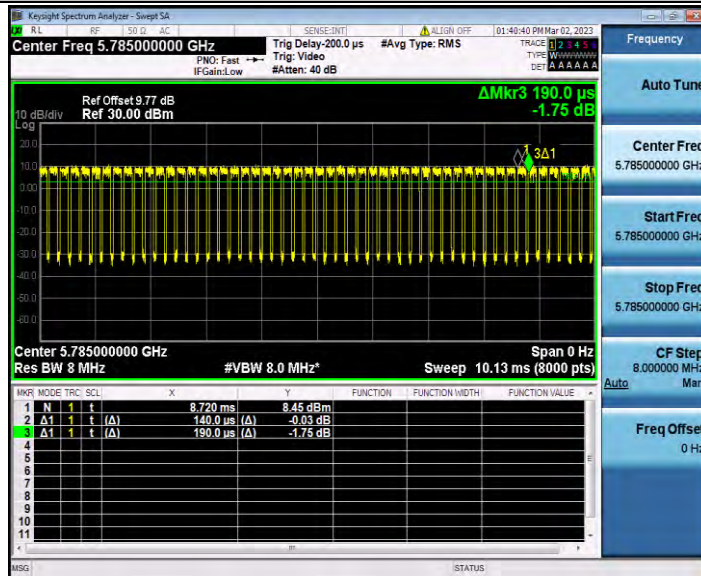 Keysight Spectrum Analyzer - Swept SA
RL RF 50 Ω AC SENSE:INT ALIGN OFF 01:40:40 PM Mar 02, 2023
Center Freq 5.785000000 GHz
Trig Delay-200.0 µs #Avg Type: RMS
TRACE 1 2 3 4 5 6
PNO: Fast Trig: Video
TYPE W
IFGain:Low #Atten: 40 dB
DET A A A A A A
Frequency
ΔMkr3 190.0 µs
-1.75 dB
Ref Offset 9.77 dB
10 dB/div Ref 30.00 dBm
Log
20.0
10.0
0.00
-10.0
-20.0
-30.0
-40.0
-50.0
-60.0
1
3Δ1
Center 5.785000000 GHz Span 0 Hz
Res BW 8 MHz #VBW 8.0 MHz* Sweep 10.13 ms (8000 pts)
MKR MODE TRC SCL X Y FUNCTION FUNCTION WIDTH FUNCTION VALUE
1 N 1 t 8.720 ms 8.45 dBm
2 Δ1 1 t (Δ) 140.0 µs (Δ) -0.03 dB
3 Δ1 1 t (Δ) 190.0 µs (Δ) -1.75 dB
4
5
6
7
8
9
10
11
MSG STATUS
Auto Tune
Center Freq
5.785000000 GHz
Start Freq
5.785000000 GHz
Stop Freq
5.785000000 GHz
CF Step
8.000000 MHz
Auto Man
Freq Offset
0 Hz